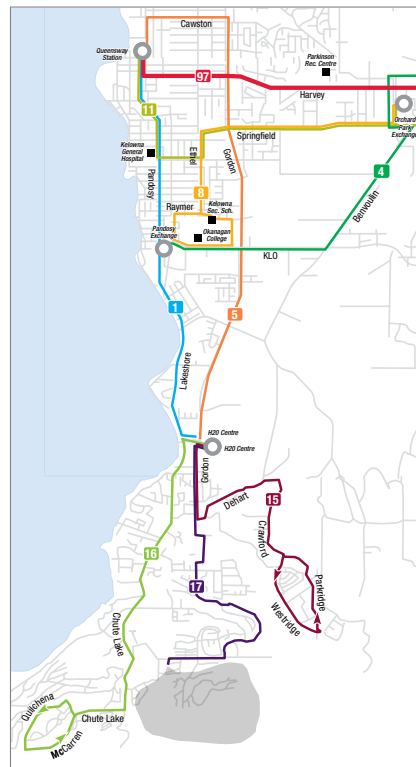 Cawston
Queensway
Station
Parkinson
Rec. Centre
97
Harvey
Orchard
Park
Exchange
11
Springfield
Kelowna
General
Hospital
Ethel
Gordon
Pandosy
4
8
Benvoulin
Raymer
Kelowna
Sec. Sch.
Okanagan
College
Pandosy
Exchange
KLO
1
5
Lakeshore
H20 Centre
H20 Centre
Gordon
15
Dehart
Crawford
16
17
Parkridge
Westridge
Chute Lake
Quilchena
Chute Lake
McCarren